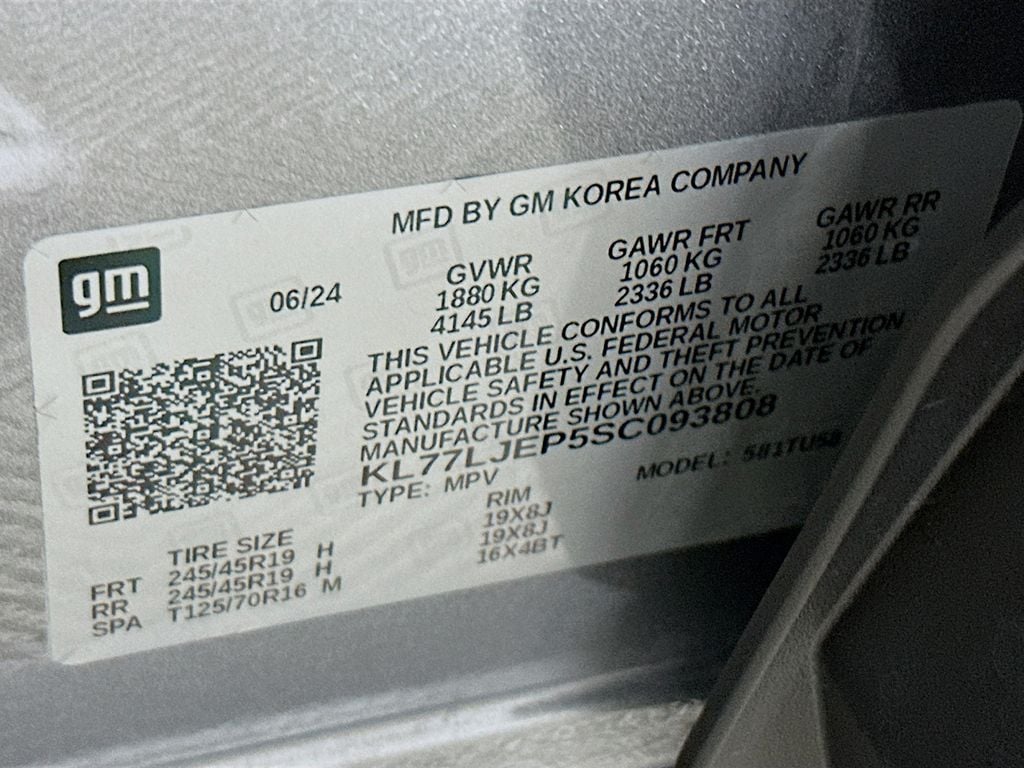 MFD BY GM KOREA COMPANY
gm
06/24
GVWR GAWR FRT GAWR RR
1880 KG 1060 KG 1060 KG
4145 LB 2336 LB 2336 LB
THIS VEHICLE CONFORMS TO ALL
APPLICABLE U.S. FEDERAL MOTOR
VEHICLE SAFETY AND THEFT PREVENTION
STANDARDS IN EFFECT ON THE DATE OF
MANUFACTURE SHOWN ABOVE.
KL77LJEP5SC093808
TYPE: MPV MODEL:
TIRE SIZE RIM
FRT 245/45R19 H 19X8J
RR 245/45R19 H 19X8J
SPA T125/70R16 M 16X4BT